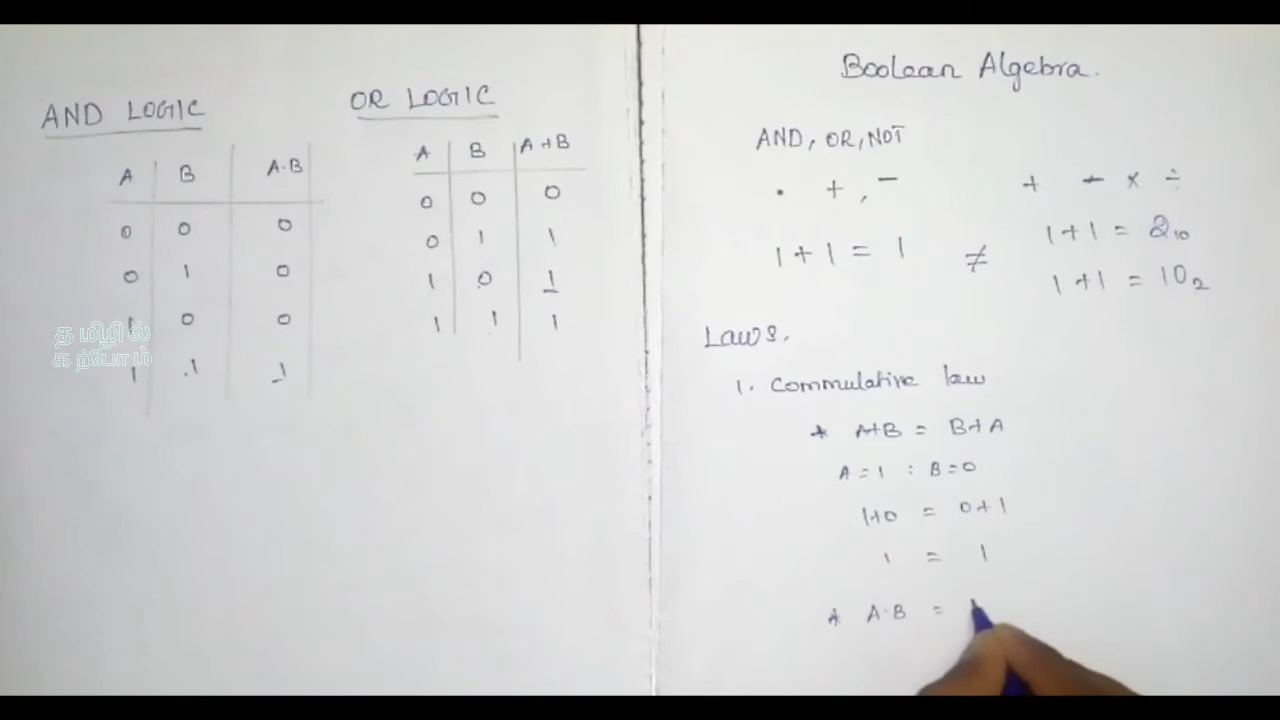 AND LOGIC
A B A.B
0 0 0
0 1 0
1 0 0
1 1 1
தமிழில்
கற்போம்
OR LOGIC
A B A+B
0 0 0
0 1 1
1 0 1
1 1 1
Boolean Algebra.
AND, OR, NOT
. + , -
1+1 = 1
≠
+ - × ÷
1+1 = 2₁₀
1+1 = 10₂
Laws.
1. Commulative law
* A+B = B+A
A=1 : B=0
1+0 = 0+1
1 = 1
* A.B =